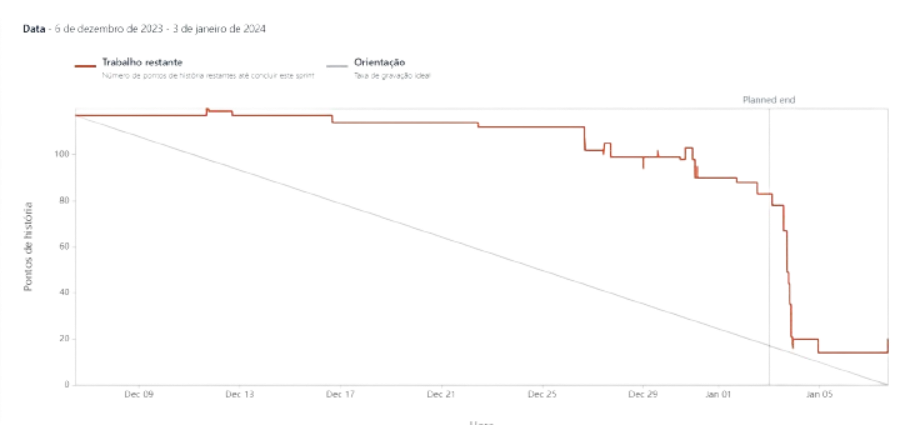 Data - 6 de dezembro de 2023 - 3 de janeiro de 2024
Trabalho restante
Número de pontos de história restantes até concluir este sprint
Orientação
Taxa de gravação ideal
Planned end
100
80
60
40
20
0
Pontos de história
Dec 09 Dec 13 Dec 17 Dec 21 Dec 25 Dec 29 Jan 01 Jan 05